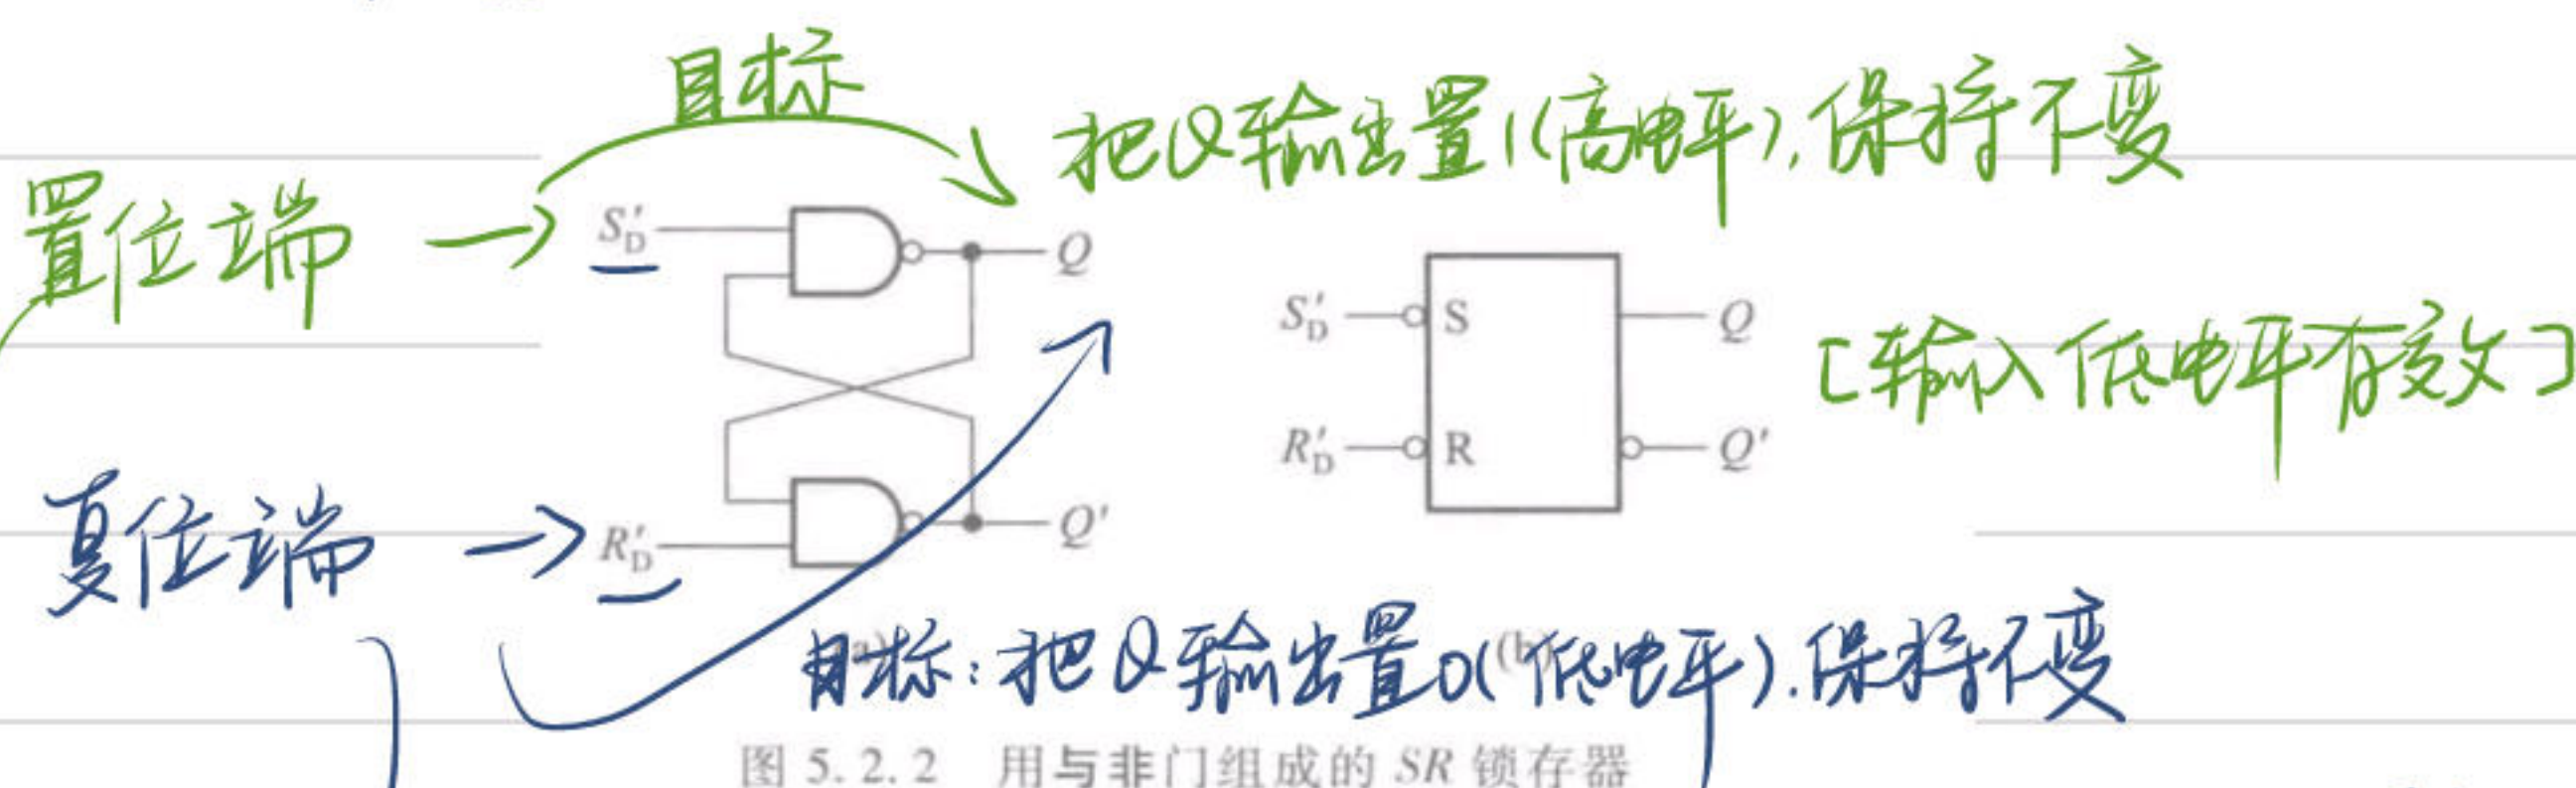 目标
把Q输出置1(高电平).保持不变
置位端 → S'D Q
S'D S Q
[输入低电平有效]
R'D R Q'
复位端 → R'D Q'
目标:把Q输出置0(低电平).保持不变
(a) (b)
图 5.2.2 用与非门组成的 SR 锁存器